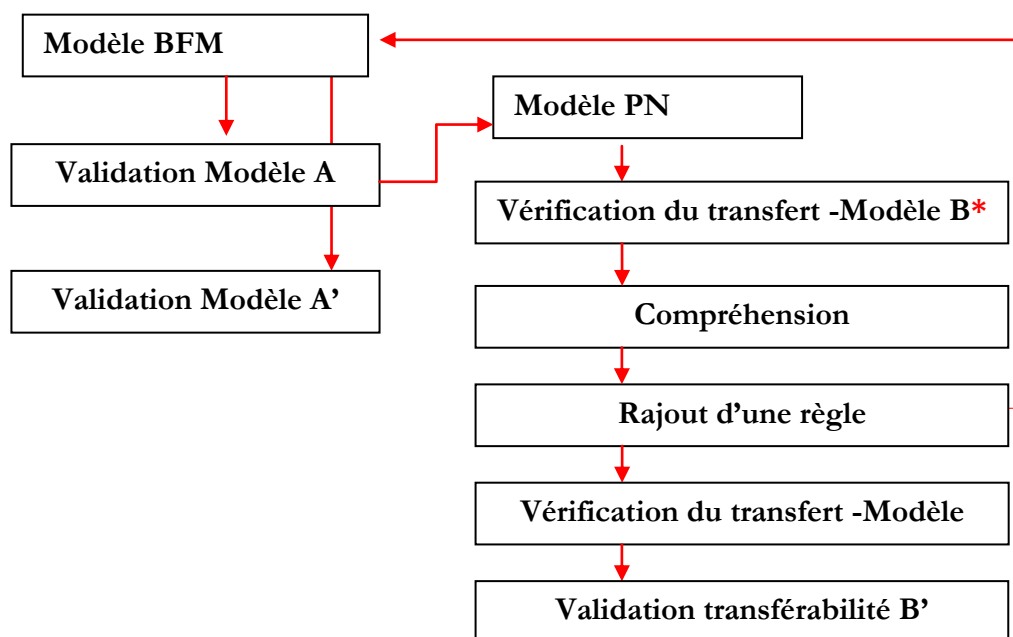 Modèle BFM
Modèle PN
Validation Modèle A
Vérification du transfert -Modèle B*
Validation Modèle A’
Compréhension
Rajout d’une règle
Vérification du transfert -Modèle
Validation transférabilité B’